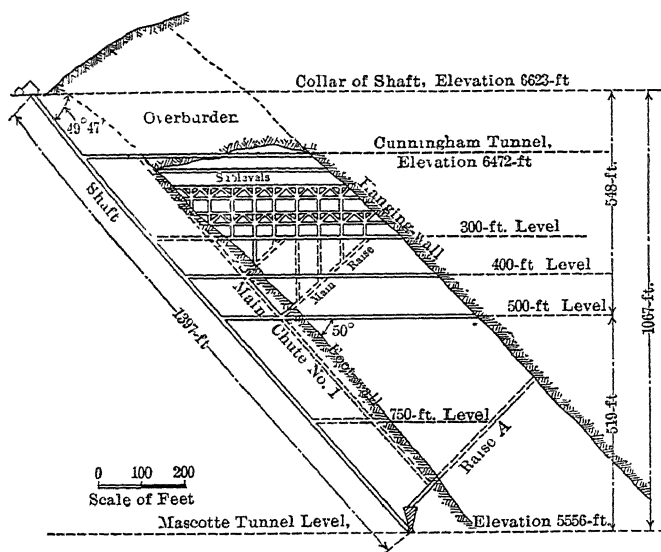 Collar of Shaft, Elevation 6623-ft
49°47'
Overburden
Cunningham Tunnel,
Elevation 6472-ft
Sublevels
Hanging-wall
548-ft.
Shaft
300-ft. Level
Main Raise
400-ft Level
1067-ft.
Main Chute No. 1
500-ft Level
1397-ft
50°
Foot-wall
519-ft
750-ft. Level
Raise A
0 100 200
Scale of Feet
Mascotte Tunnel Level,
Elevation 5556-ft.